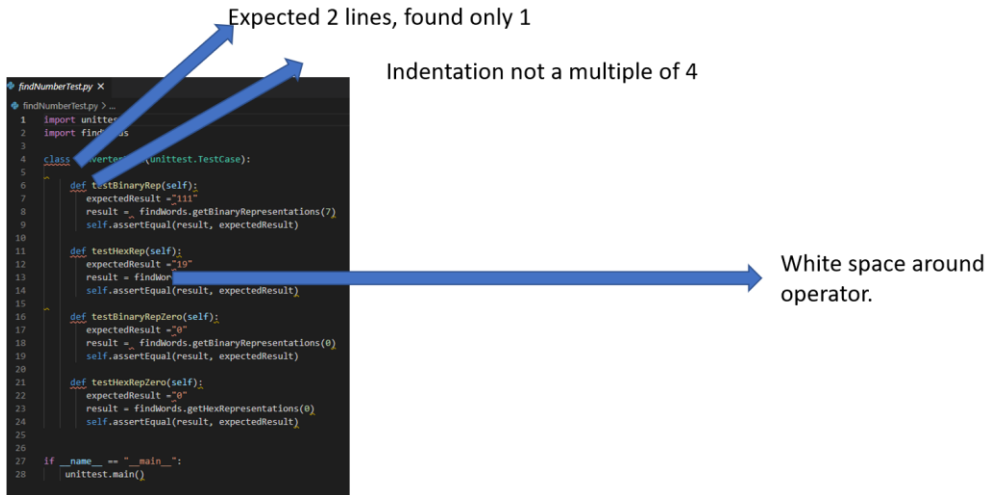 Expected 2 lines, found only 1
Indentation not a multiple of 4
findNumberTest.py ×
findNumberTest.py > ...
1 import unittes
2 import find s
3
4 class verte (unittest.TestCase):
5
6 def testBinaryRep(self):
7 expectedResult ="111"
8 result = findWords.getBinaryRepresentations(7)
9 self.assertEqual(result, expectedResult)
10
11 def testHexRep(self):
12 expectedResult ="19"
13 result = findWor
14 self.assertEqual(result, expectedResult)
15
16 def testBinaryRepZero(self):
17 expectedResult ="0"
18 result = findWords.getBinaryRepresentations(0)
19 self.assertEqual(result, expectedResult)
20
21 def testHexRepZero(self):
22 expectedResult ="0"
23 result = findWords.getHexRepresentations(0)
24 self.assertEqual(result, expectedResult)
25
26
27 if __name__ == "__main__":
28 unittest.main()
White space around
operator.